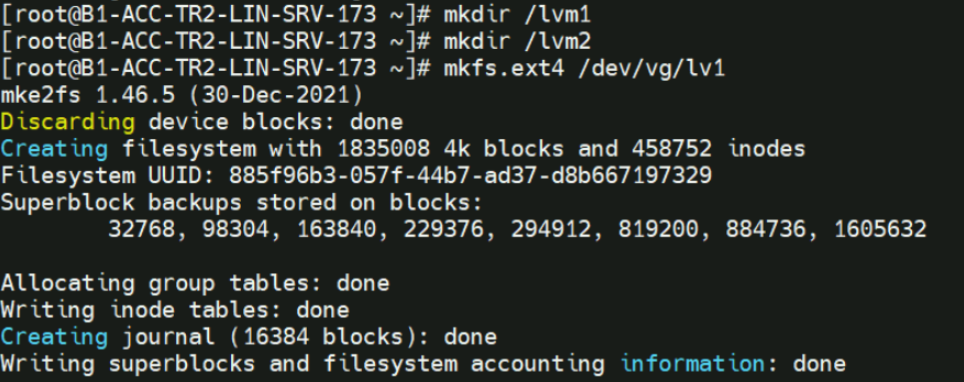 [root@B1-ACC-TR2-LIN-SRV-173 ~]# mkdir /lvm1
[root@B1-ACC-TR2-LIN-SRV-173 ~]# mkdir /lvm2
[root@B1-ACC-TR2-LIN-SRV-173 ~]# mkfs.ext4 /dev/vg/lv1
mke2fs 1.46.5 (30-Dec-2021)
Discarding device blocks: done
Creating filesystem with 1835008 4k blocks and 458752 inodes
Filesystem UUID: 885f96b3-057f-44b7-ad37-d8b667197329
Superblock backups stored on blocks:
        32768, 98304, 163840, 229376, 294912, 819200, 884736, 1605632

Allocating group tables: done
Writing inode tables: done
Creating journal (16384 blocks): done
Writing superblocks and filesystem accounting information: done